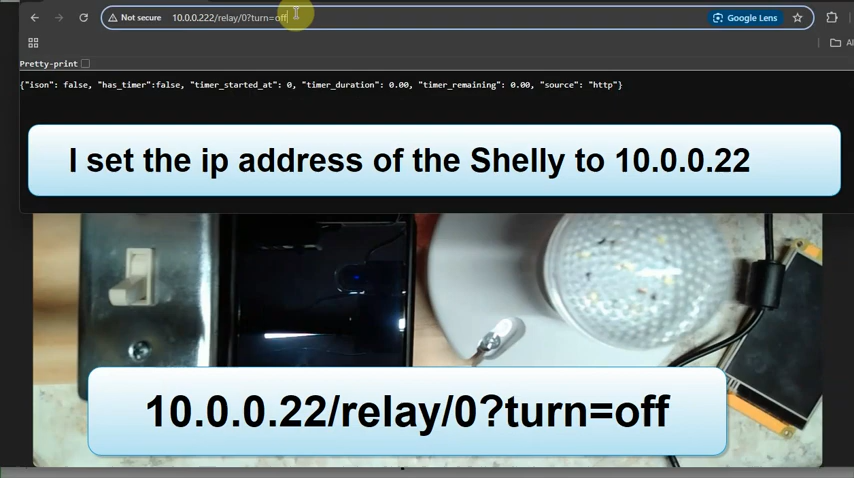 Not secure 10.0.0.222/relay/0?turn=off Google Lens
Pretty-print
{"ison": false, "has_timer":false, "timer_started_at": 0, "timer_duration": 0.00, "timer_remaining": 0.00, "source": "http"}
I set the ip address of the Shelly to 10.0.0.22
10.0.0.22/relay/0?turn=off